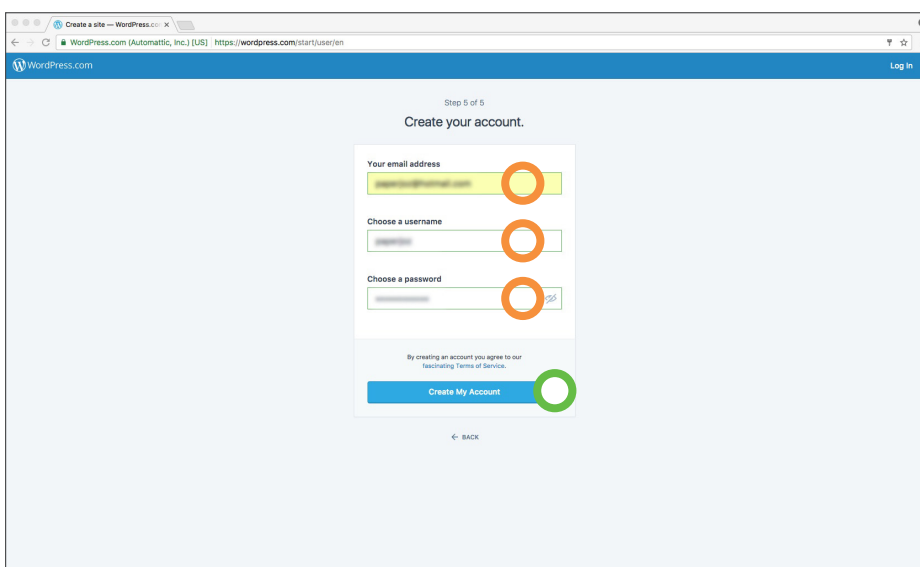 Create a site — WordPress.co
WordPress.com (Automattic, Inc.) [US] https://wordpress.com/start/user/en
WordPress.com
Log In
Step 5 of 5
Create your account.
Your email address
Choose a username
Choose a password
By creating an account you agree to our
fascinating Terms of Service.
Create My Account
← BACK